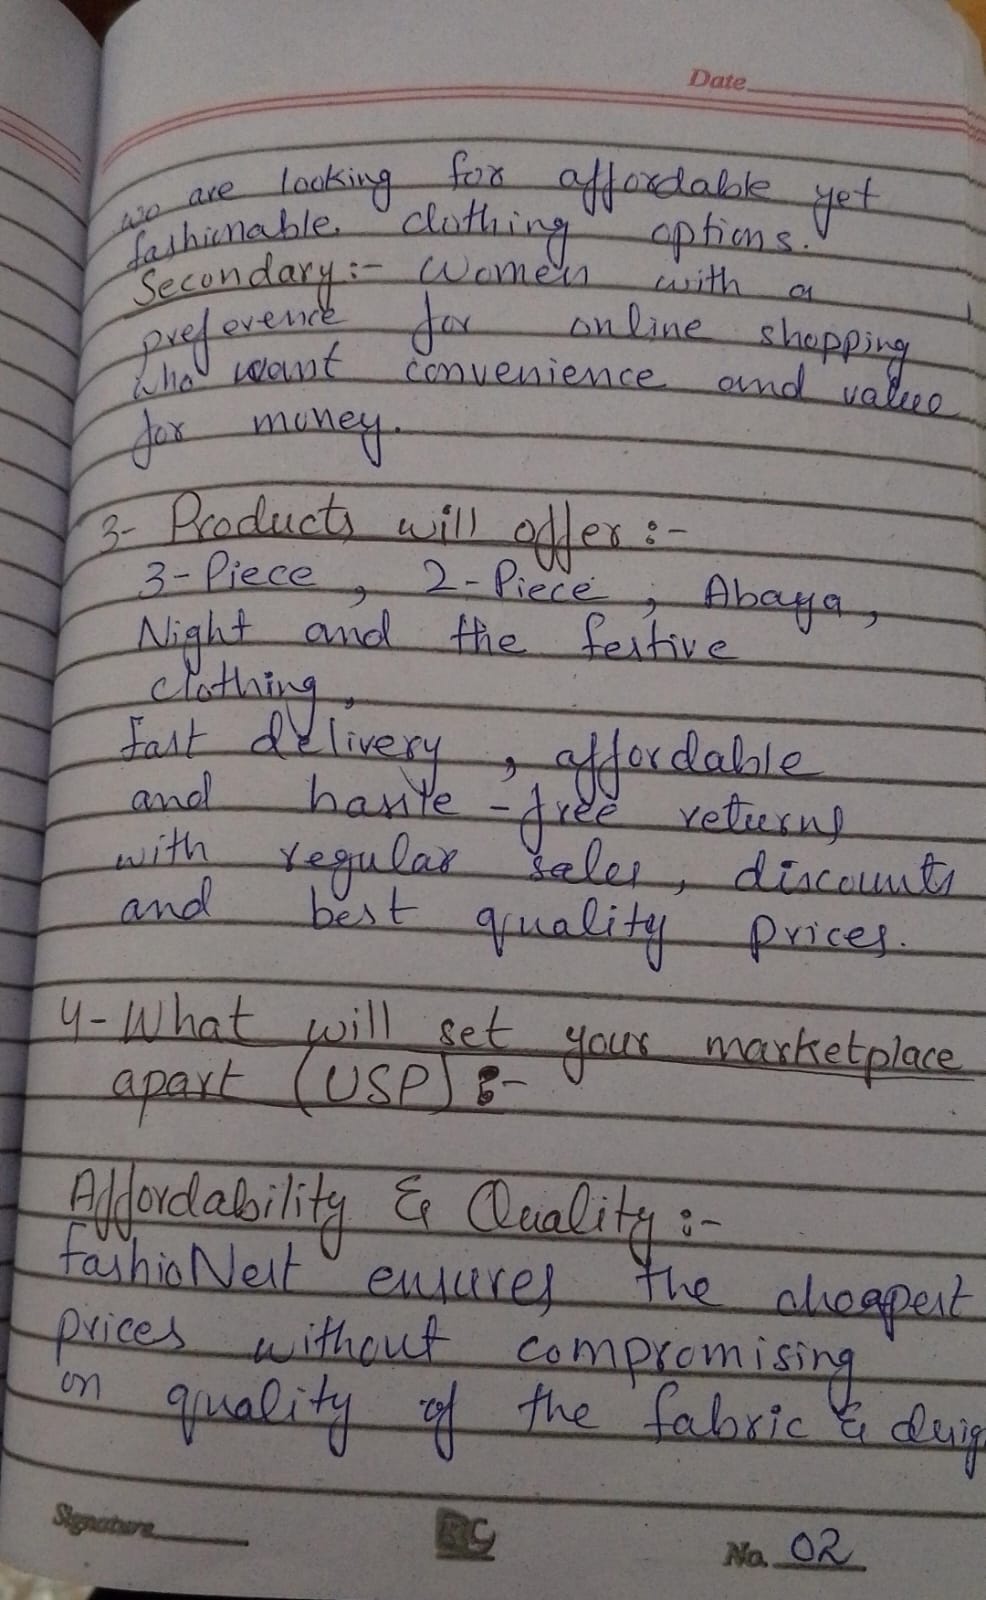 Date
we are looking for affordable yet
fashionable clothing options.
Secondary:- Women with a
preference for online shopping
who want convenience and value
for money.
3- Products will offer:-
3-Piece, 2-Piece, Abaya,
Night and the festive
clothing,
Fast delivery, affordable
and hasile-free returns
with regular sales, discounts
and best quality prices.
4-What will set your marketplace
apart (USP):-
Affordability & Quality:-
FashioNest ensures the cheapest
prices without compromising
on quality of the fabric &
Signature
No. 02